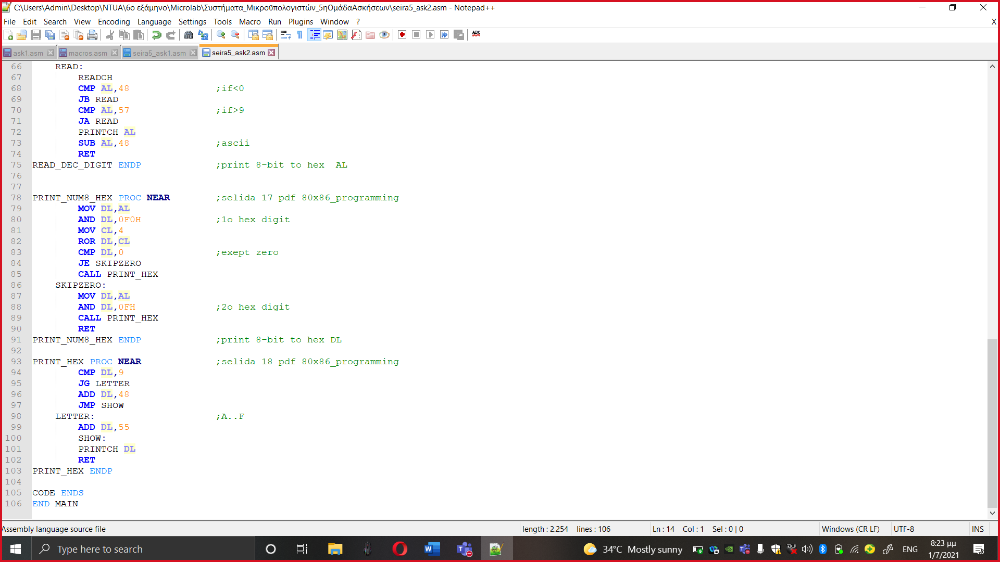 C:\Users\Admin\Desktop\NTUA\6ο εξάμηνο\Microlab\Συστήματα_Μικροϋπολογιστών_5ηΟμάδαΑσκήσεων\seira5_ask2.asm - Notepad++
File Edit Search View Encoding Language Settings Tools Macro Run Plugins Window ? X
ask1.asm macros.asm seira5_ask1.asm seira5_ask2.asm
66 READ:
67 READCH
68 CMP AL,48 ;if<0
69 JB READ
70 CMP AL,57 ;if>9
71 JA READ
72 PRINTCH AL
73 SUB AL,48 ;ascii
74 RET
75 READ_DEC_DIGIT ENDP ;print 8-bit to hex  AL
76
77
78 PRINT_NUM8_HEX PROC NEAR ;selida 17 pdf 80x86_programming
79 MOV DL,AL
80 AND DL,0F0H ;1o hex digit
81 MOV CL,4
82 ROR DL,CL
83 CMP DL,0 ;exept zero
84 JE SKIPZERO
85 CALL PRINT_HEX
86 SKIPZERO:
87 MOV DL,AL
88 AND DL,0FH ;2o hex digit
89 CALL PRINT_HEX
90 RET
91 PRINT_NUM8_HEX ENDP ;print 8-bit to hex DL
92
93 PRINT_HEX PROC NEAR ;selida 18 pdf 80x86_programming
94 CMP DL,9
95 JG LETTER
96 ADD DL,48
97 JMP SHOW
98 LETTER: ;A..F
99 ADD DL,55
100 SHOW:
101 PRINTCH DL
102 RET
103 PRINT_HEX ENDP
104
105 CODE ENDS
106 END MAIN
Assembly language source file length : 2.254 lines : 106 Ln : 14 Col : 1 Sel : 0 | 0 Windows (CR LF) UTF-8 INS
Type here to search 34°C Mostly sunny ENG 8:23 μμ
1/7/2021